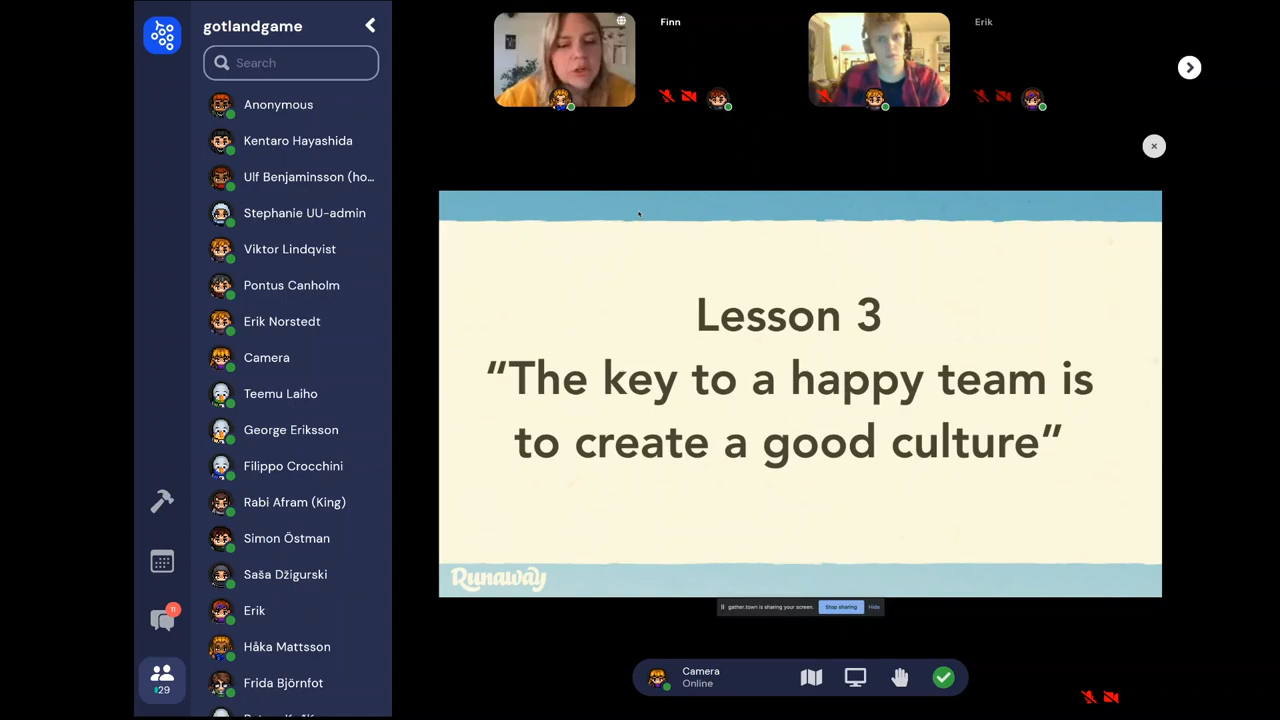 gotlandgame
Search
Anonymous
Kentaro Hayashida
Ulf Benjaminsson (ho...
Stephanie UU-admin
Viktor Lindqvist
Pontus Canholm
Erik Norstedt
Camera
Teemu Laiho
George Eriksson
Filippo Crocchini
Rabi Afram (King)
Simon Östman
Saša Džigurski
Erik
Håka Mattsson
Frida Björnfot
11
29
Finn
Erik
Lesson 3
“The key to a happy team is
to create a good culture”
Runaway
gather.town is sharing your screen.
Stop sharing
Hide
Camera
Online